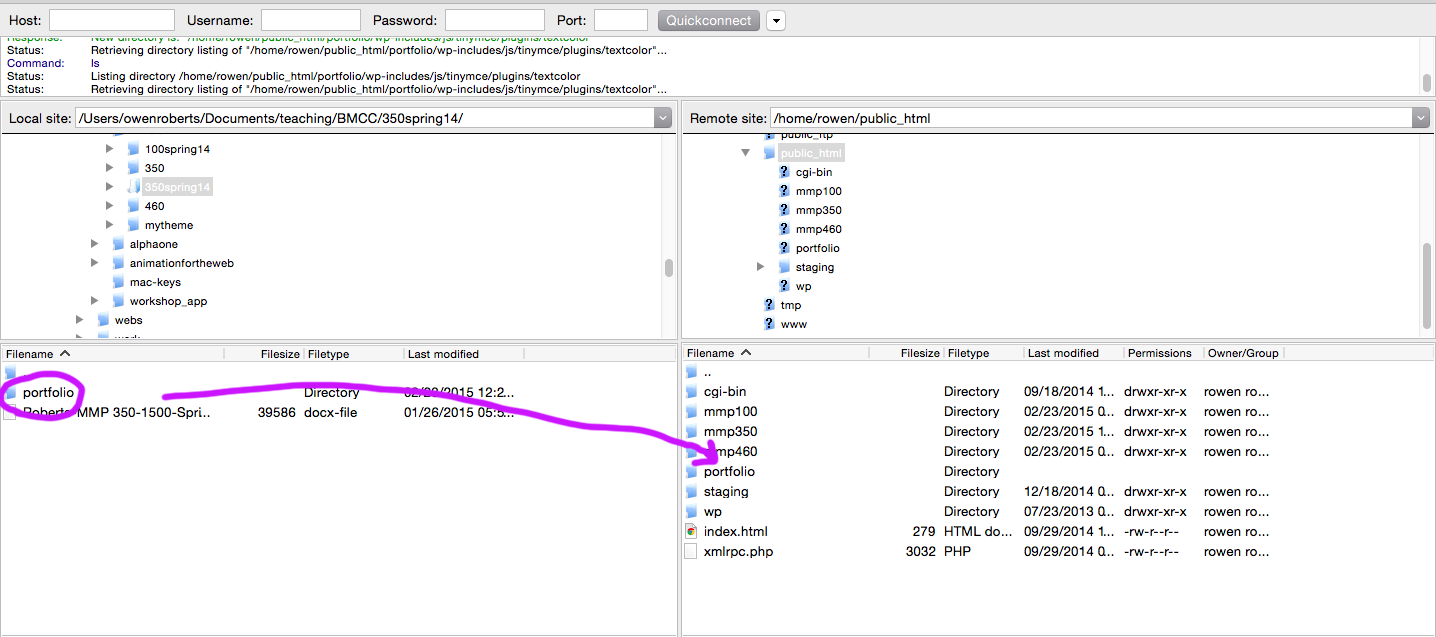 Host: Username: Password: Port: Quickconnect
Response: New directory is: "/home/rowen/public_html/portfolio/wp-includes/js/tinymce/plugins/textcolor"
Status: Retrieving directory listing of "/home/rowen/public_html/portfolio/wp-includes/js/tinymce/plugins/textcolor"...
Command: ls
Status: Listing directory /home/rowen/public_html/portfolio/wp-includes/js/tinymce/plugins/textcolor
Status: Retrieving directory listing of "/home/rowen/public_html/portfolio/wp-includes/js/tinymce/plugins/textcolor"...
Local site: /Users/owenroberts/Documents/teaching/BMCC/350spring14/
100spring14
350
350spring14
460
mytheme
alphaone
animationfortheweb
mac-keys
workshop_app
webs
work
Filename Filesize Filetype Last modified
portfolio Directory 02/23/2015 12:2...
Roberts MMP 350-1500-Spri... 39586 docx-file 01/26/2015 05:5...
Remote site: /home/rowen/public_html
public_ftp
public_html
cgi-bin
mmp100
mmp350
mmp460
portfolio
staging
wp
tmp
www
Filename Filesize Filetype Last modified Permissions Owner/Group
..
cgi-bin Directory 09/18/2014 1... drwxr-xr-x rowen ro...
mmp100 Directory 02/23/2015 0... drwxr-xr-x rowen ro...
mmp350 Directory 02/23/2015 1... drwxr-xr-x rowen ro...
mmp460 Directory 02/23/2015 0... drwxr-xr-x rowen ro...
portfolio Directory
staging Directory 12/18/2014 0... drwxr-xr-x rowen ro...
wp Directory 07/23/2013 0... drwxr-xr-x rowen ro...
index.html 279 HTML do... 09/29/2014 1... -rw-r--r-- rowen ro...
xmlrpc.php 3032 PHP 09/29/2014 0... -rw-r--r-- rowen ro...